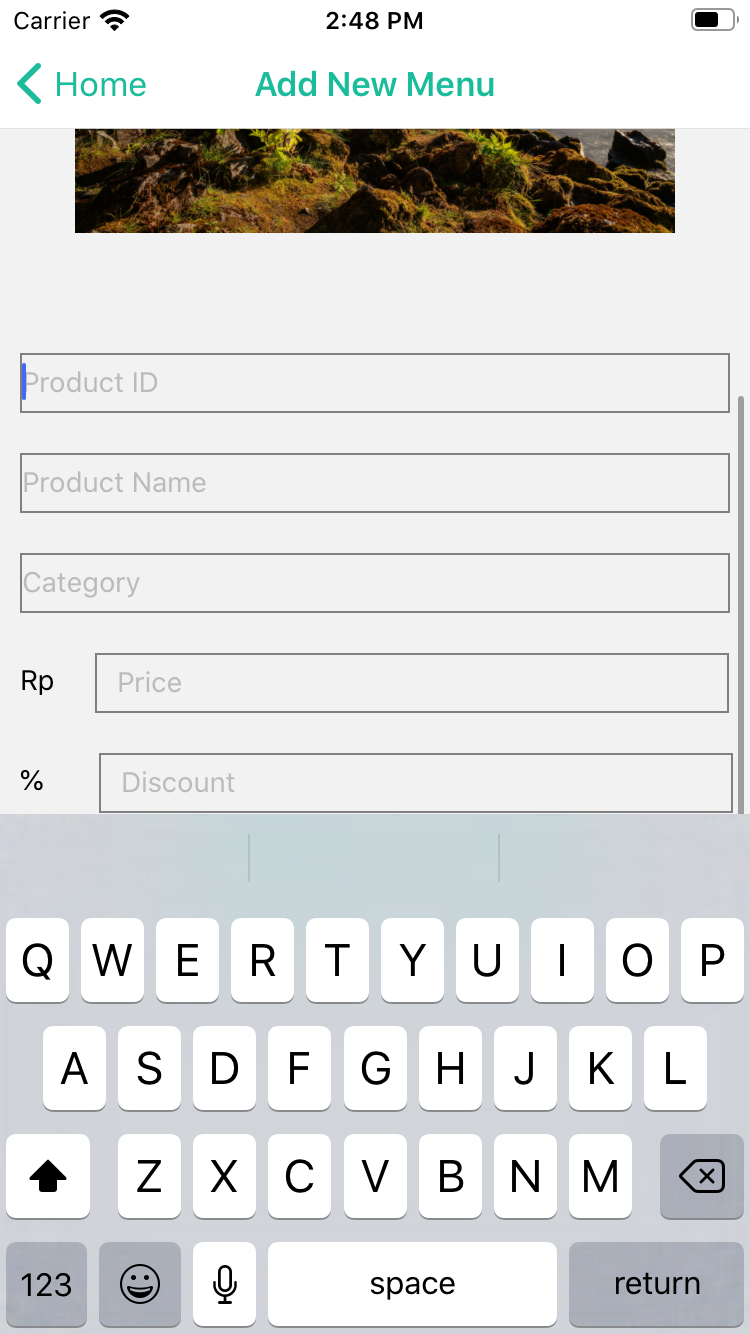 Carrier 2:48 PM
Home Add New Menu
Product ID
Product Name
Category
Rp Price
% Discount
Q W E R T Y U I O P
A S D F G H J K L
Z X C V B N M
123 space return